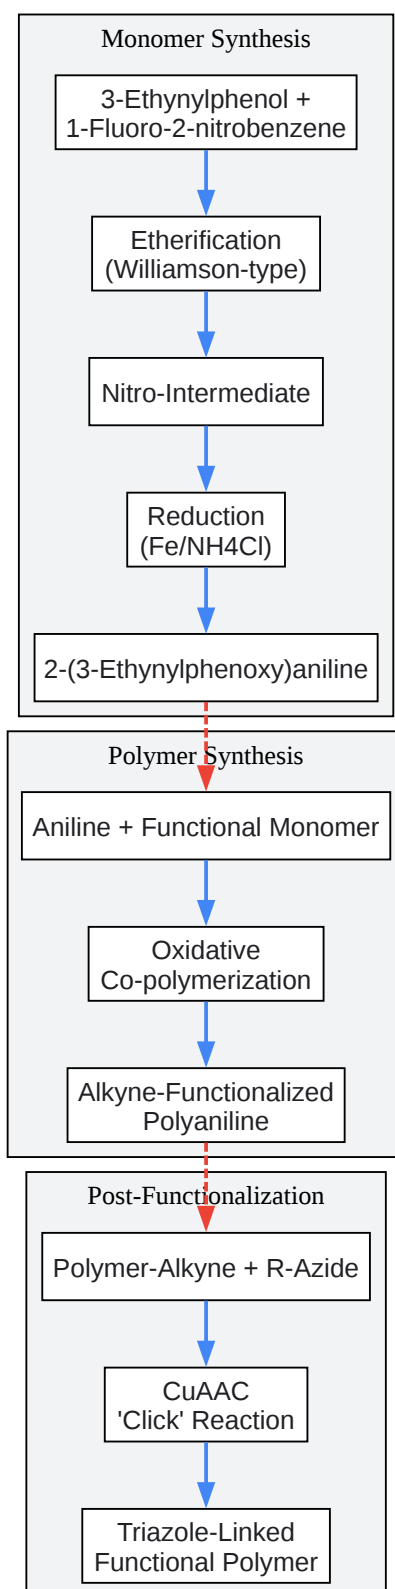 Monomer Synthesis
3-Ethynylphenol +
1-Fluoro-2-nitrobenzene
Etherification
(Williamson-type)
Nitro-Intermediate
Reduction
(Fe/NH4Cl)
2-(3-Ethynylphenoxy)aniline
Polymer Synthesis
Aniline + Functional Monomer
Oxidative
Co-polymerization
Alkyne-Functionalized
Polyaniline
Post-Functionalization
Polymer-Alkyne + R-Azide
CuAAC
'Click' Reaction
Triazole-Linked
Functional Polymer